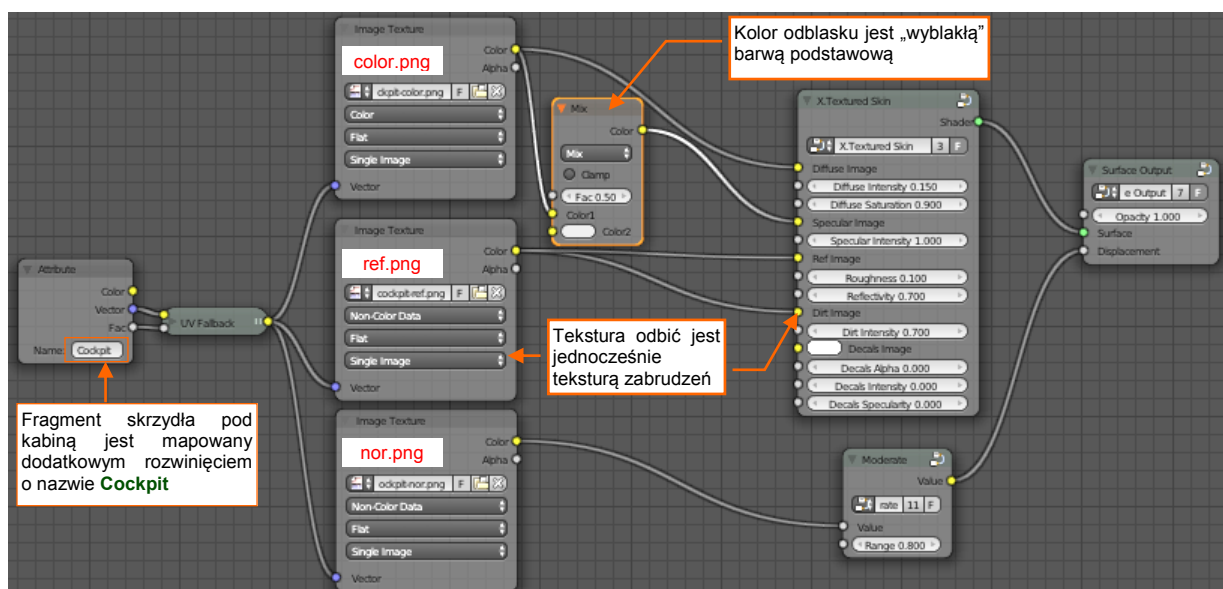 Image Texture
Color
Alpha
color.png
ckpit-color.png F
Color
Flat
Single Image
Vector
Kolor odblasku jest „wyblakłą”
barwą podstawową
Mix
Color
Mix
Clamp
Fac 0.50
Color1
Color2
X.Textured Skin
Shader
X.Textured Skin 3 F
Diffuse Image
Diffuse Intensity 0.150
Diffuse Saturation 0.900
Specular Image
Specular Intensity 1.000
Ref Image
Roughness 0.100
Reflectivity 0.700
Dirt Image
Dirt Intensity 0.700
Decals Image
Decals Alpha 0.000
Decals Intensity 0.000
Decals Specularity 0.000
Surface Output
e Output 7 F
Opacity 1.000
Surface
Displacement
Image Texture
Color
Alpha
ref.png
cockpit-ref.png F
Non-Color Data
Flat
Single Image
Vector
Attribute
Color
Vector
Fac
Name: Cockpit
UV Fallback
Tekstura odbić jest
jednocześnie
teksturą zabrudzeń
Fragment skrzydła pod
kabiną jest mapowany
dodatkowym rozwinięciem
o nazwie Cockpit
Image Texture
Color
Alpha
nor.png
ockpit-nor.png F
Non-Color Data
Flat
Single Image
Vector
Moderate
Value
rate 11 F
Value
Range 0.800